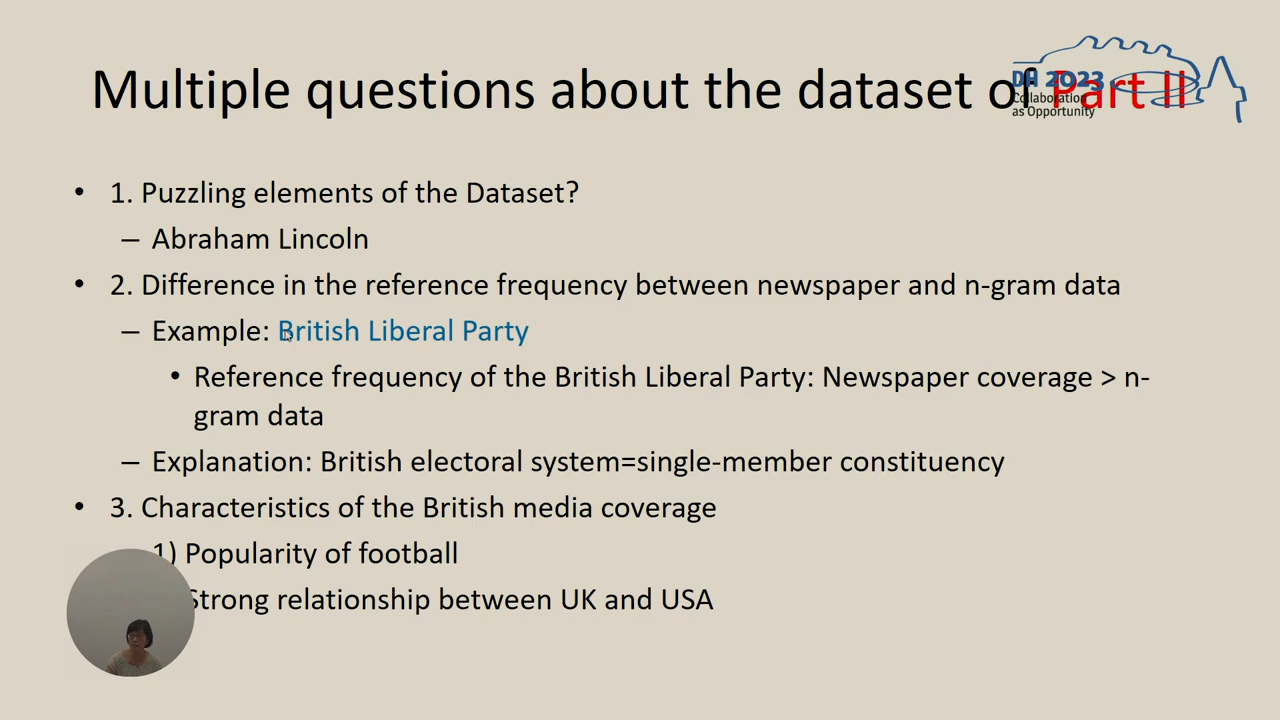 Multiple questions about the dataset of Part II
DH 2023
Collaboration
as Opportunity
• 1. Puzzling elements of the Dataset?
– Abraham Lincoln
• 2. Difference in the reference frequency between newspaper and n-gram data
– Example: British Liberal Party
• Reference frequency of the British Liberal Party: Newspaper coverage > n-
gram data
– Explanation: British electoral system=single-member constituency
• 3. Characteristics of the British media coverage
1) Popularity of football
Strong relationship between UK and USA